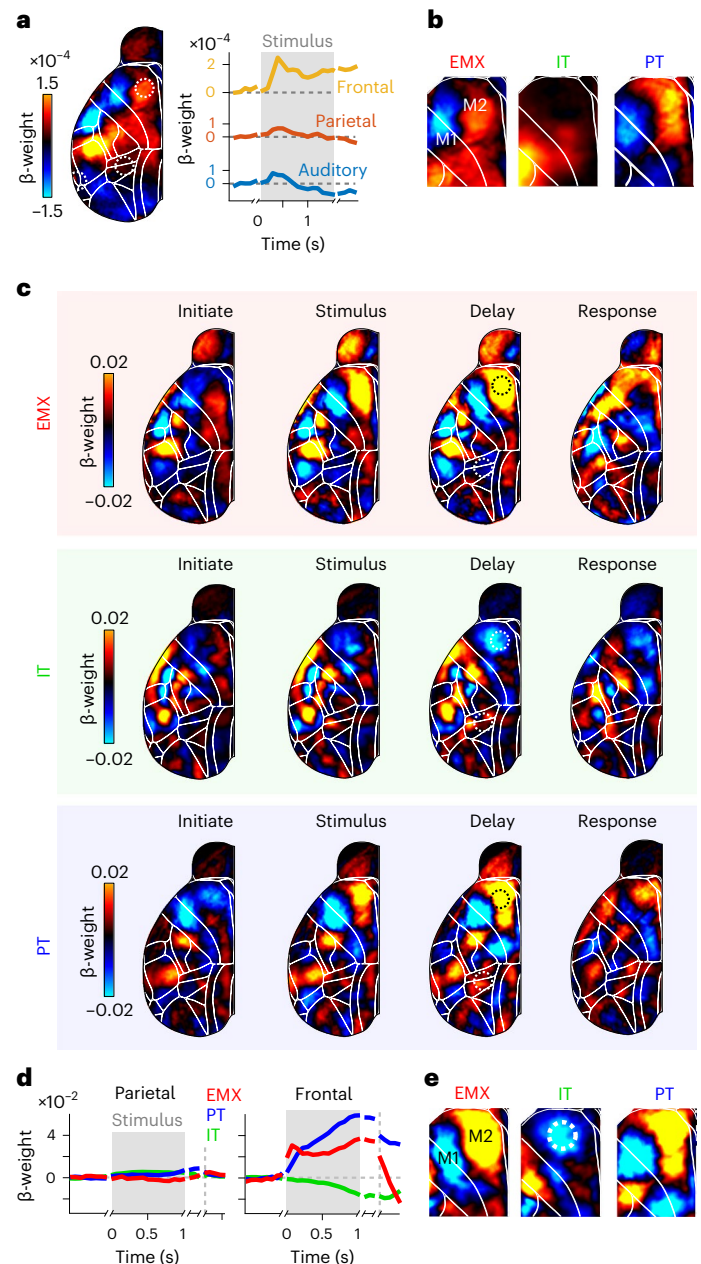 a
×10⁻⁴
1.5
β-weight
−1.5
×10⁻⁴
Stimulus
2
0
Frontal
1
0
Parietal
1
0
Auditory
β-weight
0 1
Time (s)
b
EMX IT PT
M2
M1
c
EMX
Initiate Stimulus Delay Response
0.02
β-weight
−0.02
IT
Initiate Stimulus Delay Response
0.02
β-weight
−0.02
PT
Initiate Stimulus Delay Response
0.02
β-weight
−0.02
d
×10⁻²
Parietal
Stimulus
EMX
PT
IT
Frontal
4
0
β-weight
0 0.5 1
Time (s)
0 0.5 1
Time (s)
e
EMX IT PT
M2
M1